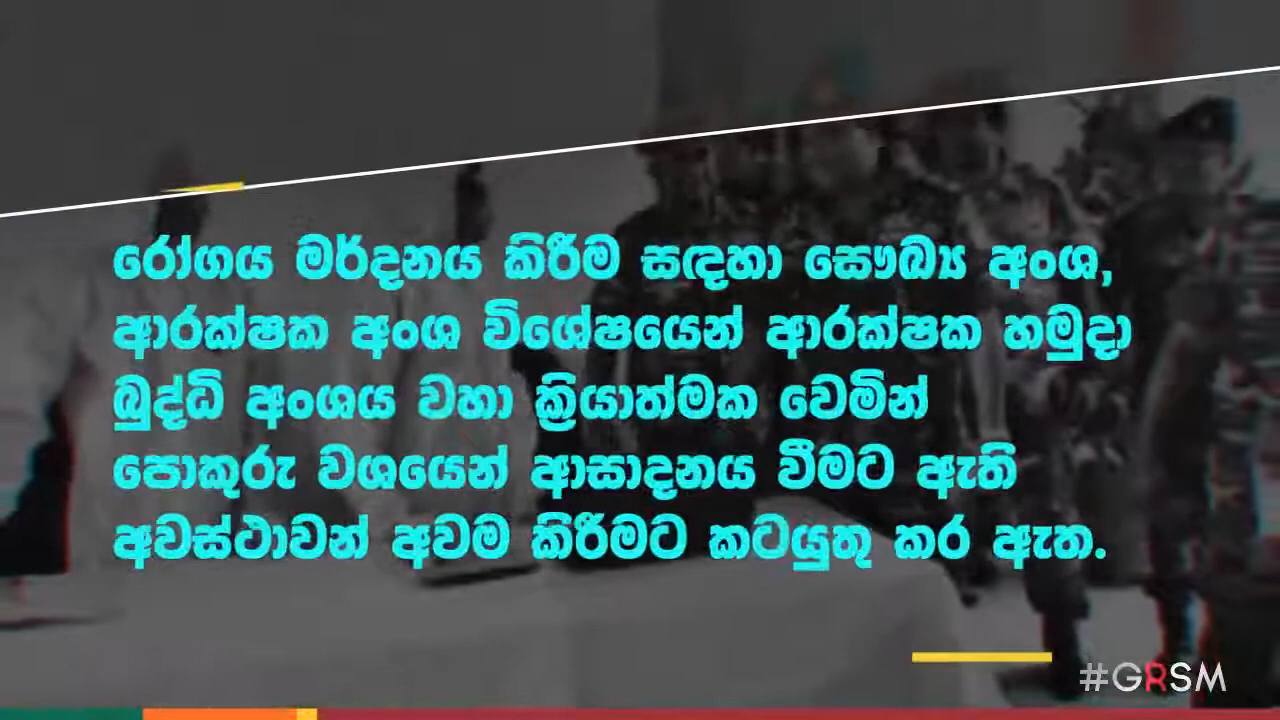 රෝගය මර්දනය කිරීම සඳහා සෞඛ්‍ය අංශ,
ආරක්ෂක අංශ විශේෂයෙන් ආරක්ෂක හමුදා
බුද්ධි අංශය වහා ක්‍රියාත්මක වෙමින්
පොකුරු වශයෙන් ආසාදනය වීමට ඇති
අවස්ථාවන් අවම කිරීමට කටයුතු කර ඇත.
#GRSM